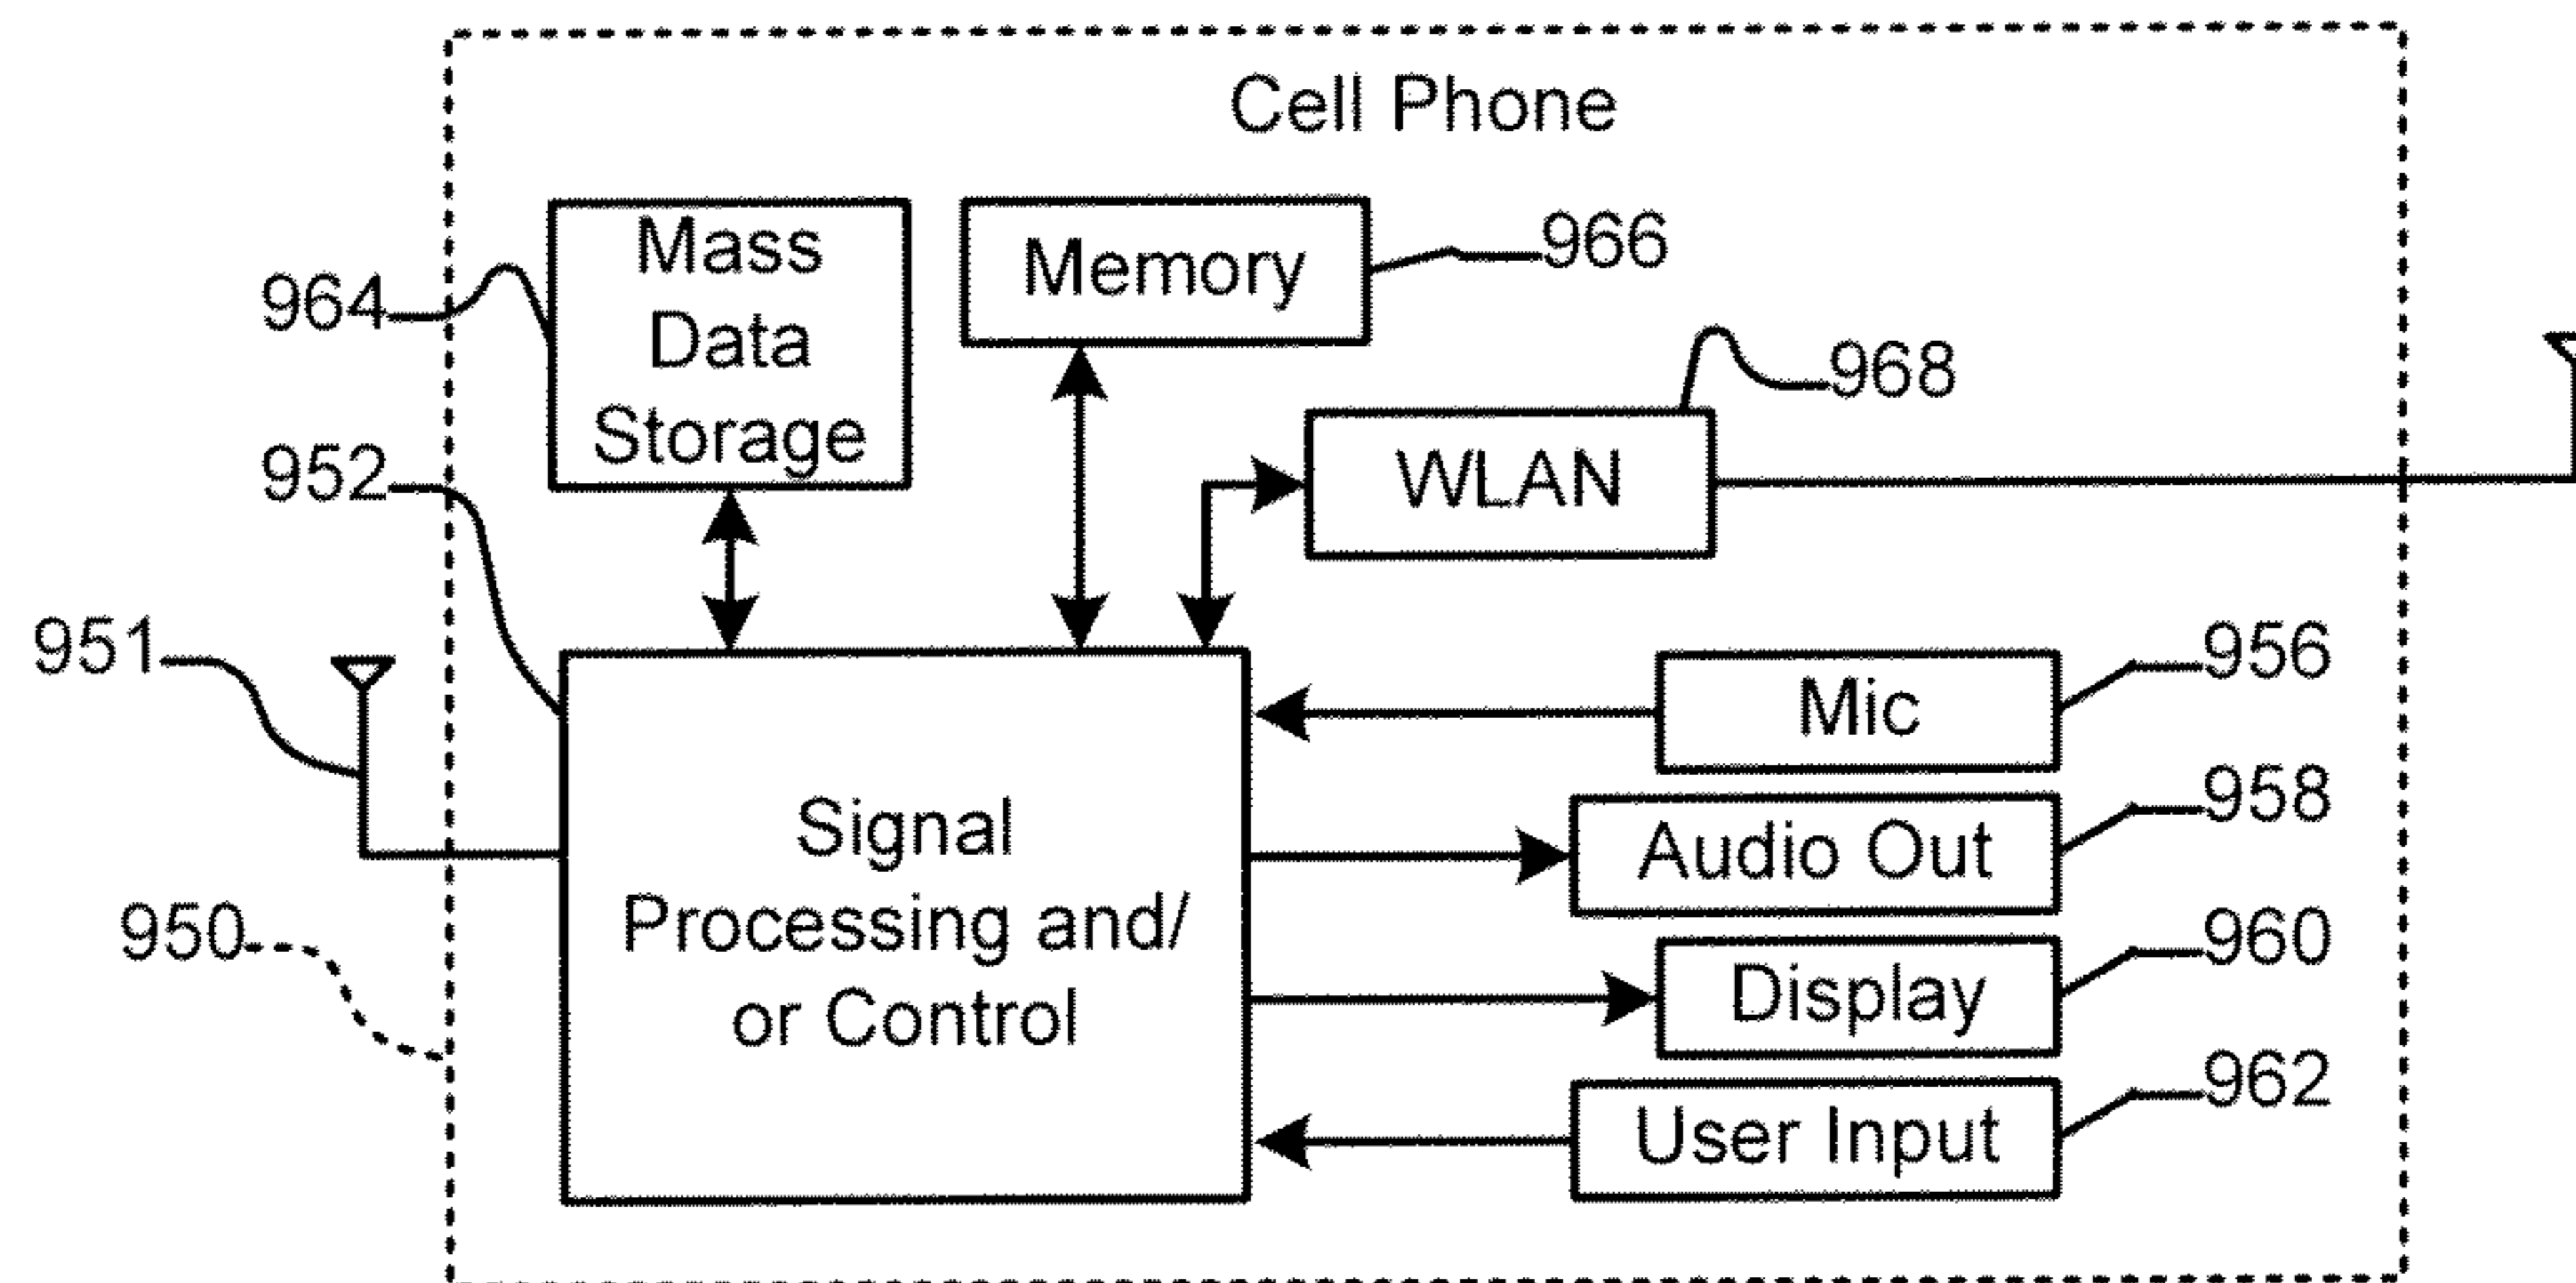 Cell Phone
Mass
Data
Storage
Memory
966
964
968
WLAN
952
951
Mic
956
Signal
Processing and/
or Control
Audio Out
958
950
Display
960
User Input
962